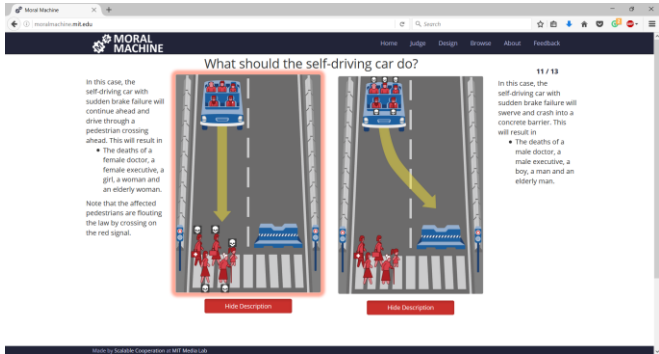 Moral Machine
moralmachine.mit.edu
Search
MORAL
MACHINE
Home Judge Design Browse About Feedback
What should the self-driving car do?
11 / 13
In this case, the
self-driving car with
sudden brake failure will
continue ahead and
drive through a
pedestrian crossing
ahead. This will result in
The deaths of a
female doctor, a
female executive, a
girl, a woman and
an elderly woman.
Note that the affected
pedestrians are flouting
the law by crossing on
the red signal.
Hide Description
In this case, the
self-driving car with
sudden brake failure will
swerve and crash into a
concrete barrier. This
will result in
The deaths of a
male doctor, a
male executive, a
boy, a man and an
elderly man.
Hide Description
Made by Scalable Cooperation at MIT Media Lab